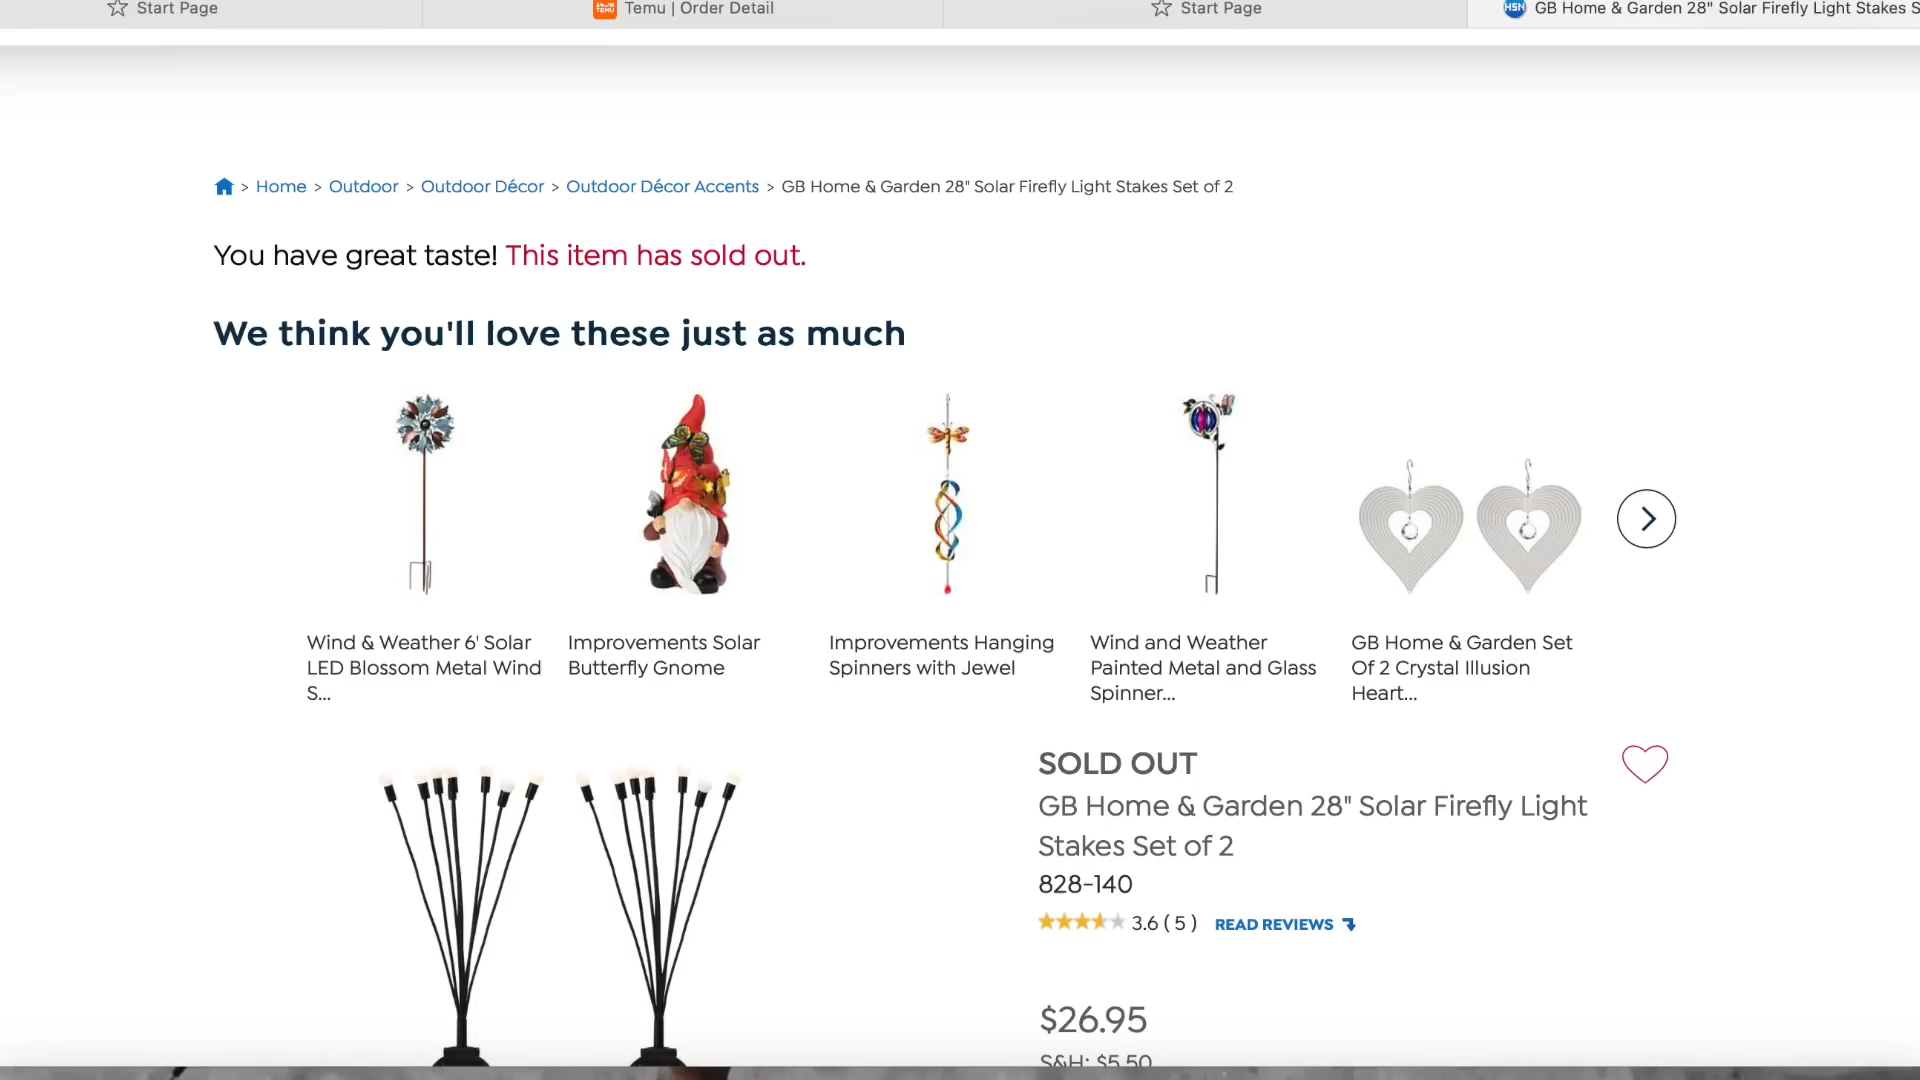 Start Page
TEMU Temu | Order Detail
Start Page
HSN GB Home & Garden 28" Solar Firefly Light Stakes S
> Home > Outdoor > Outdoor Décor > Outdoor Décor Accents > GB Home & Garden 28" Solar Firefly Light Stakes Set of 2
You have great taste! This item has sold out.
We think you'll love these just as much
Wind & Weather 6' Solar
LED Blossom Metal Wind
S...
Improvements Solar
Butterfly Gnome
Improvements Hanging
Spinners with Jewel
Wind and Weather
Painted Metal and Glass
Spinner...
GB Home & Garden Set
Of 2 Crystal Illusion
Heart...
SOLD OUT
GB Home & Garden 28" Solar Firefly Light
Stakes Set of 2
828-140
3.6 ( 5 ) READ REVIEWS
$26.95
S&H: $5.50